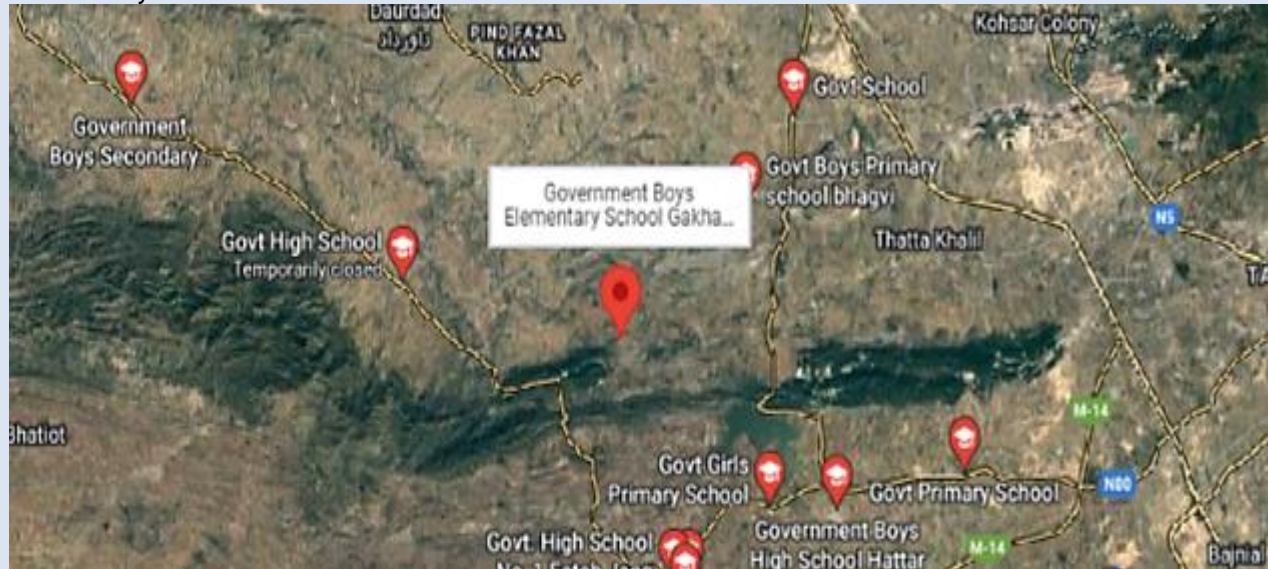 Daurdad
داورداد
PIND FAZAL
KHAN
Kohsar Colony
Govt School
Government
Boys Secondary
Govt Boys Primary
school bhagvi
Government Boys
Elementary School Gakha...
N5
Govt High School
Temporarily closed
Thatta Khalil
M-14
Bhatiot
Govt Girls
Primary School
Govt Primary School
N80
Government Boys
High School Hattar
Govt. High School
M-14
Bajnial